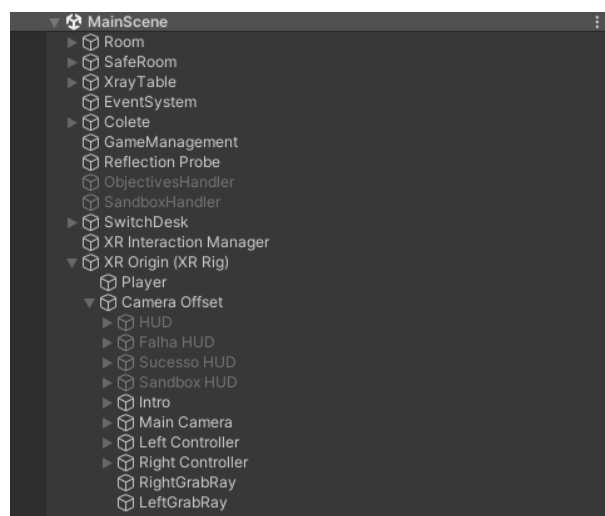 MainScene
Room
SafeRoom
XrayTable
EventSystem
Colete
GameManagement
Reflection Probe
ObjectivesHandler
SandboxHandler
SwitchDesk
XR Interaction Manager
XR Origin (XR Rig)
Player
Camera Offset
HUD
Falha HUD
Sucesso HUD
Sandbox HUD
Intro
Main Camera
Left Controller
Right Controller
RightGrabRay
LeftGrabRay